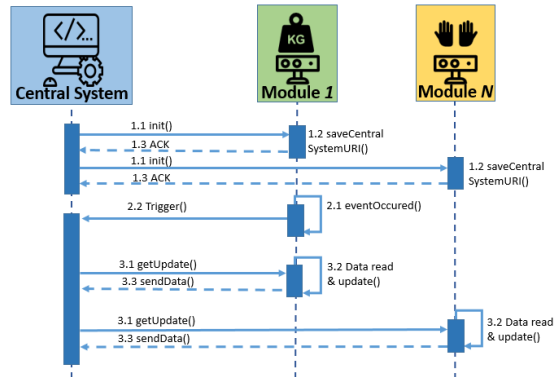 </...
KG
Central System
Module 1
Module N
1.1 init()
1.2 saveCentral
SystemURI()
1.3 ACK
1.1 init()
1.2 saveCentral
SystemURI()
1.3 ACK
2.1 eventOccured()
2.2 Trigger()
3.1 getUpdate()
3.2 Data read
& update()
3.3 sendData()
3.1 getUpdate()
3.2 Data read
& update()
3.3 sendData()